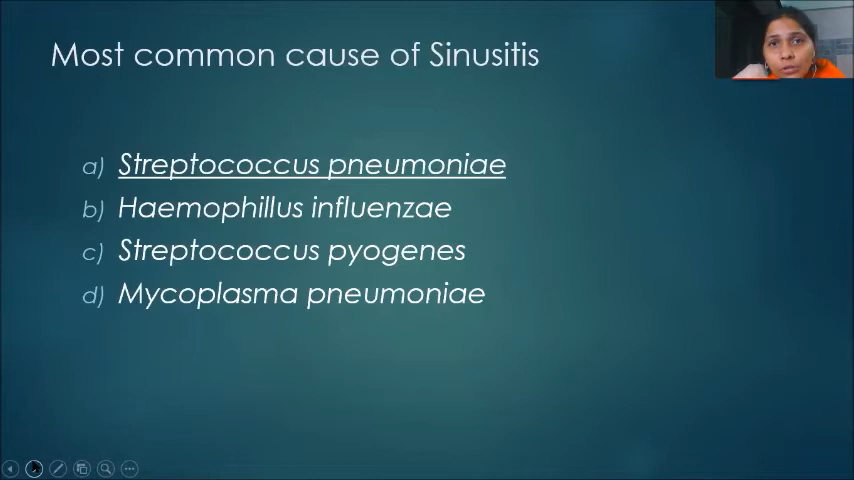 Most common cause of Sinusitis
a) Streptococcus pneumoniae
b) Haemophillus influenzae
c) Streptococcus pyogenes
d) Mycoplasma pneumoniae